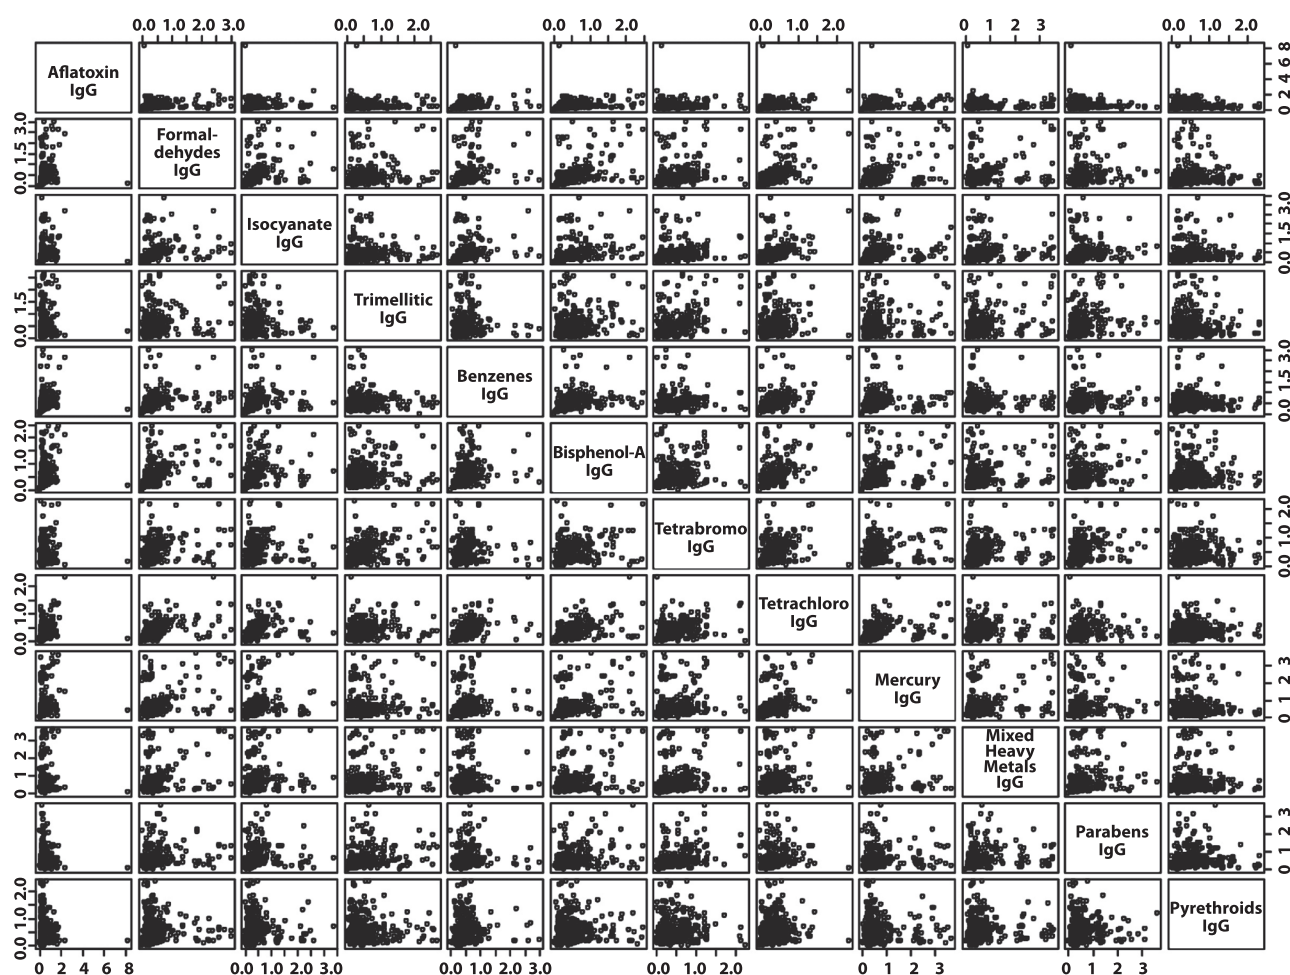 0.0 1.0 2.0 3.0 0.0 1.0 2.0 0.0 1.0 2.0 0.0 1.0 2.0 0 1 2 3 0.0 1.0 2.0
Aflatoxin
IgG
0 2 4 6 8
0.0 1.5 3.0
Formal-
dehydes
IgG
Isocyanate
IgG
0.0 1.5 3.0
0.0 1.5
Trimellitic
IgG
Benzenes
IgG
0.0 1.5 3.0
0.0 1.0 2.0
Bisphenol-A
IgG
Tetrabromo
IgG
0.0 1.0 2.0
0.0 1.0 2.0
Tetrachloro
IgG
Mercury
IgG
0 1 2 3
0 1 2 3
Mixed
Heavy
Metals
IgG
Parabens
IgG
0 1 2 3
0.0 1.0 2.0
Pyrethroids
IgG
0 2 4 6 8 0.0 1.0 2.0 3.0 0.0 1.0 2.0 3.0 0.0 1.0 2.0 0 1 2 3 0 1 2 3